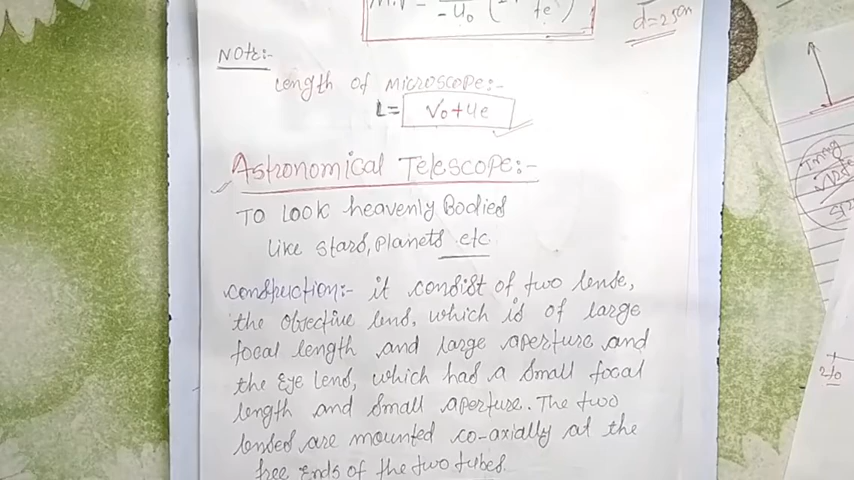 d=25cm
NOte:-
Length of microscope:-
L= Vo+ue
Astronomical Telescope:-
To Look heavenly Bodies
Like stars, planets etc
construction:- it consist of two lense,
the objective lens, which is of large
focal length and large aperture and
the Eye Lens, which has a small focal
length and small aperture. The two
lenses are mounted co-axially at the
free Ends of the two tubes.